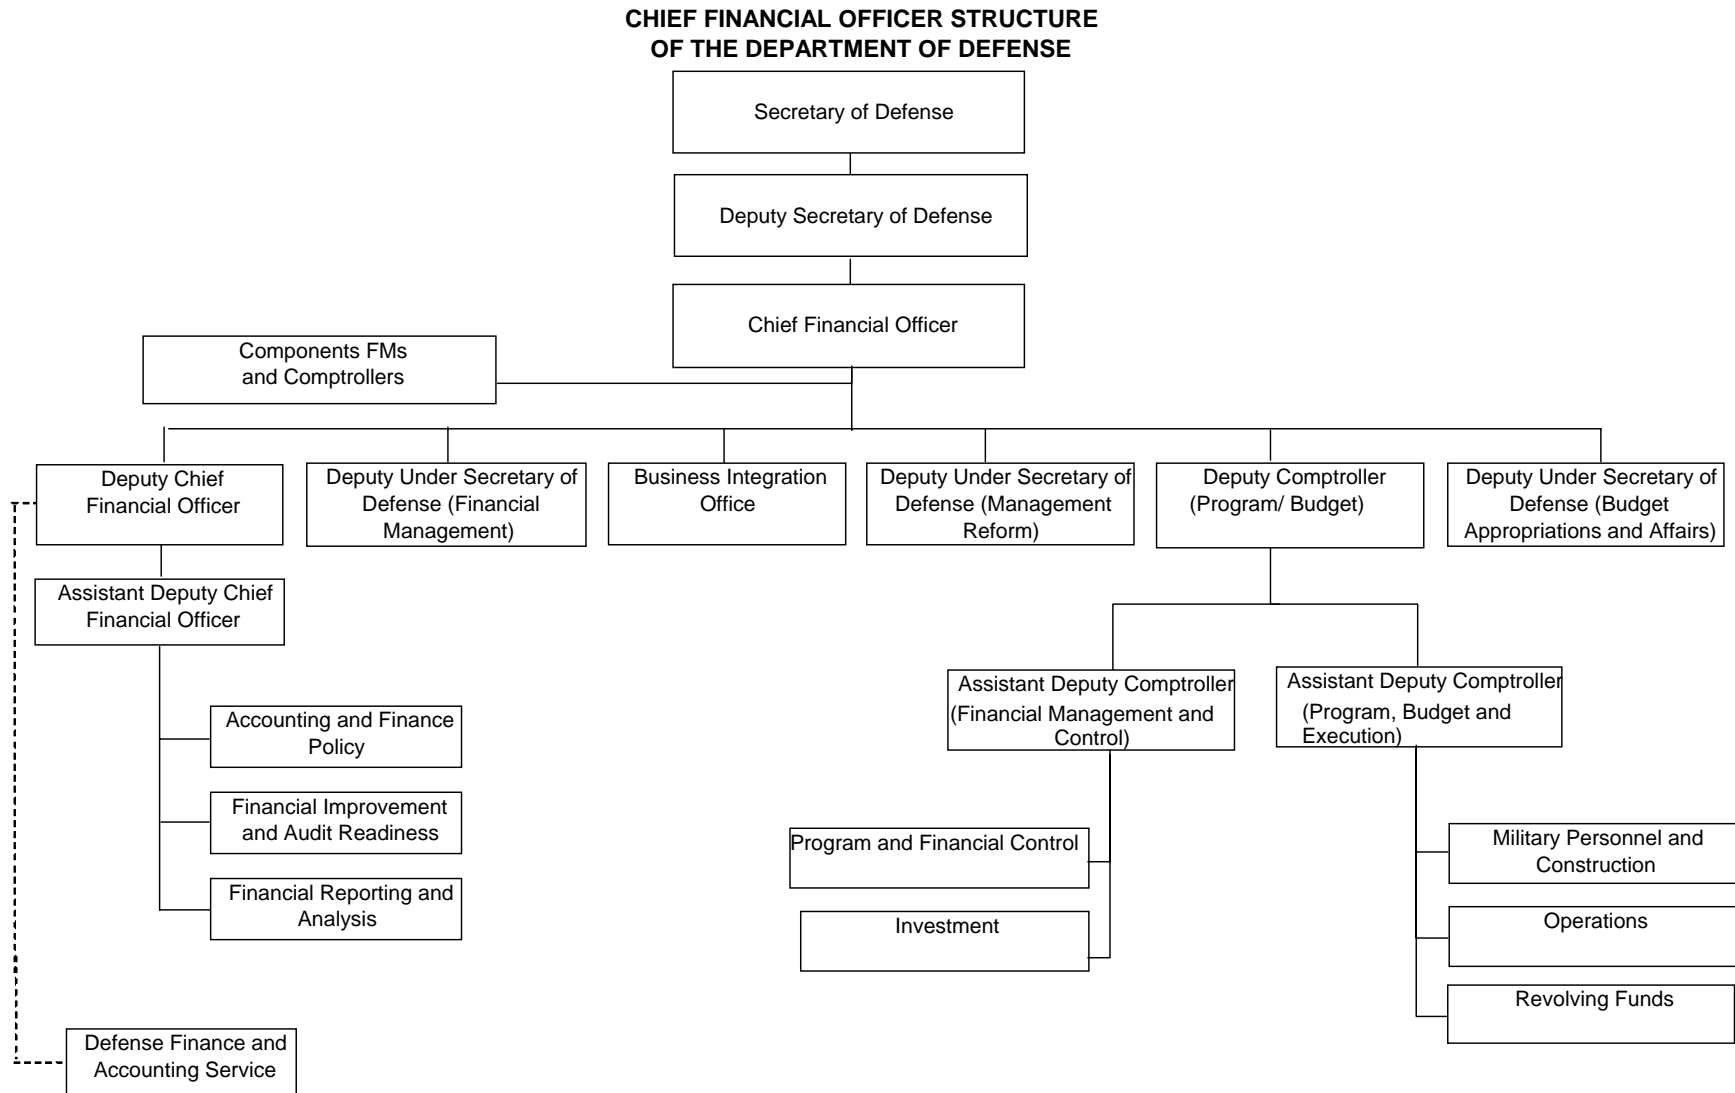 CHIEF FINANCIAL OFFICER STRUCTURE
OF THE DEPARTMENT OF DEFENSE
Secretary of Defense
Deputy Secretary of Defense
Chief Financial Officer
Components FMs
and Comptrollers
Deputy Chief
Financial Officer
Deputy Under Secretary of
Defense (Financial
Management)
Business Integration
Office
Deputy Under Secretary of
Defense (Management
Reform)
Deputy Comptroller
(Program/ Budget)
Deputy Under Secretary of
Defense (Budget
Appropriations and Affairs)
Assistant Deputy Chief
Financial Officer
Assistant Deputy Comptroller
(Financial Management and
Control)
Assistant Deputy Comptroller
(Program, Budget and
Execution)
Accounting and Finance
Policy
Financial Improvement
and Audit Readiness
Financial Reporting and
Analysis
Program and Financial Control
Investment
Military Personnel and
Construction
Operations
Revolving Funds
Defense Finance and
Accounting Service